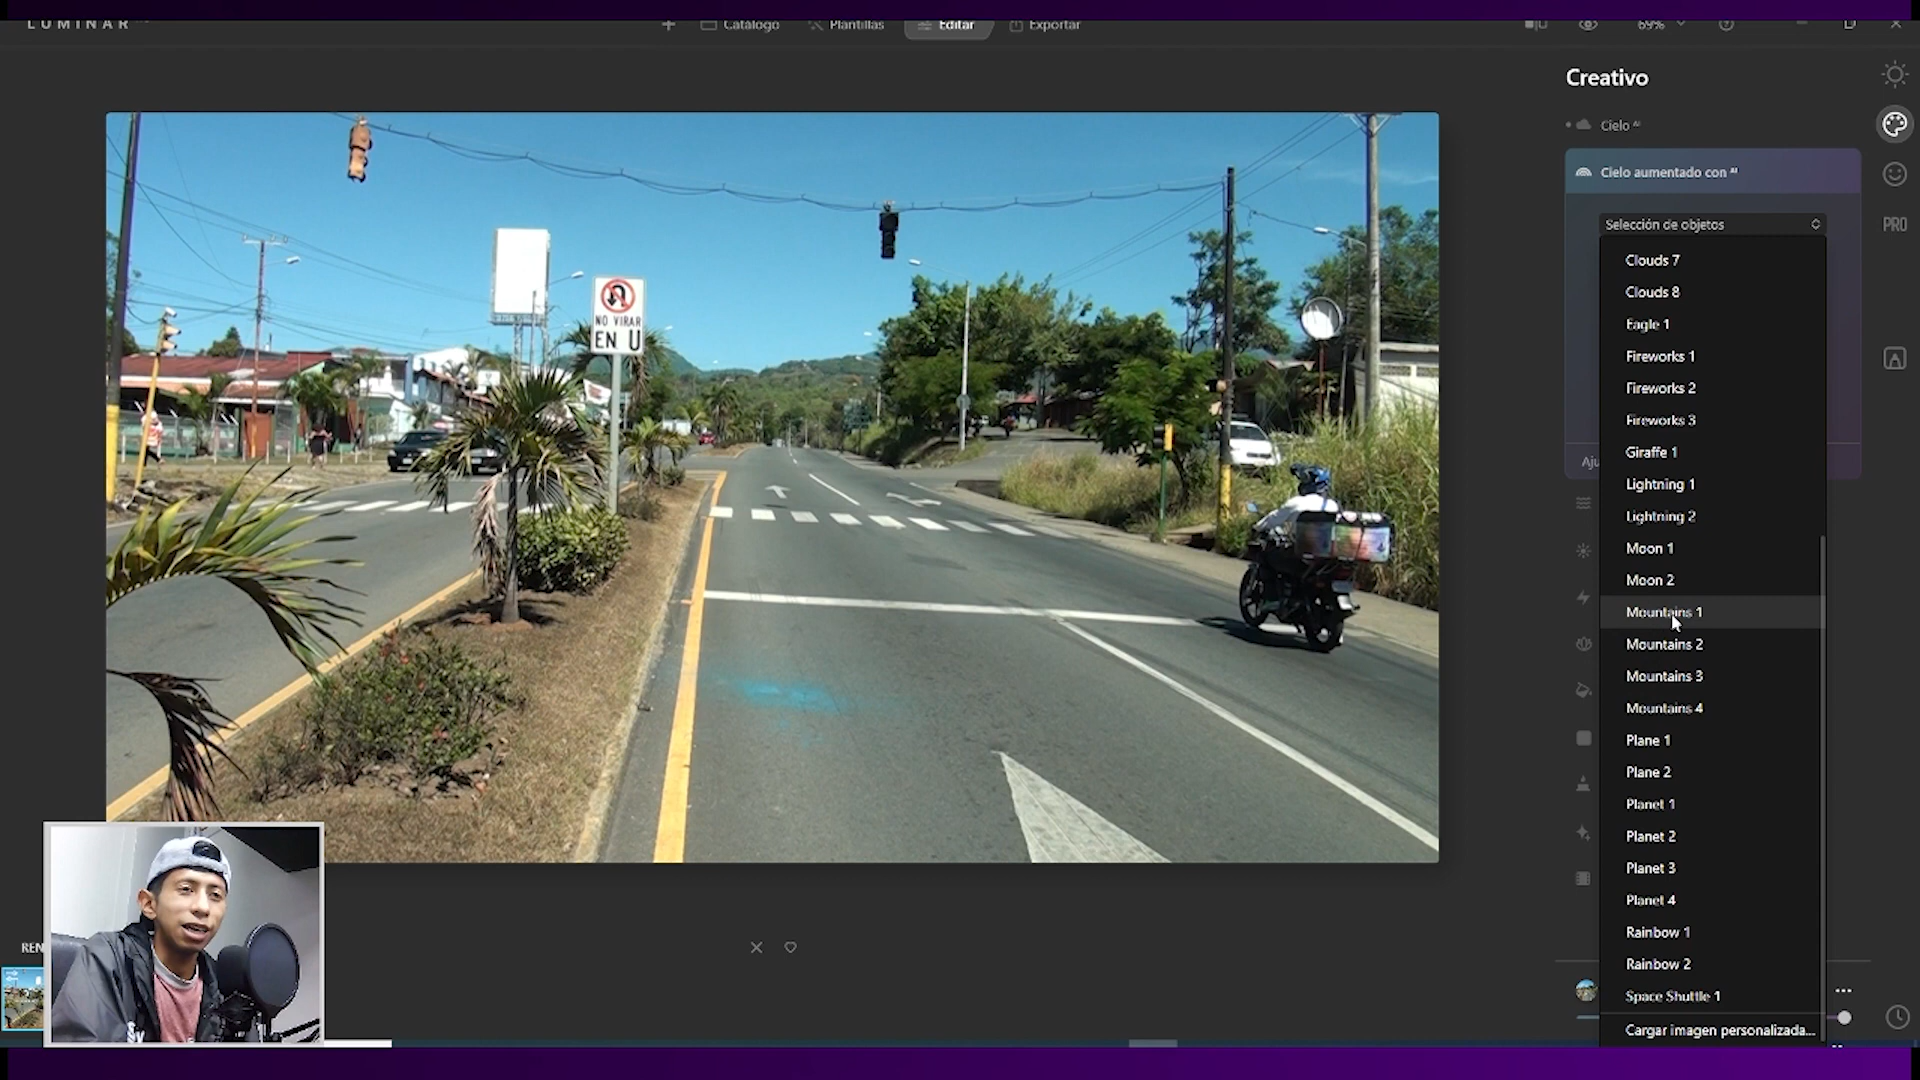 LUMINAR
Catálogo
Plantillas
Editar
Exportar
69%
Creativo
Cielo AI
Cielo aumentado con AI
PRO
Selección de objetos
Clouds 7
Clouds 8
Eagle 1
Fireworks 1
Fireworks 2
Fireworks 3
Giraffe 1
Lightning 1
Lightning 2
Moon 1
Moon 2
Mountains 1
Mountains 2
Mountains 3
Mountains 4
Plane 1
Plane 2
Planet 1
Planet 2
Planet 3
Planet 4
Rainbow 1
Rainbow 2
Space Shuttle 1
Cargar imagen personalizada...
Aju
NO VIRAR
EN U
REN